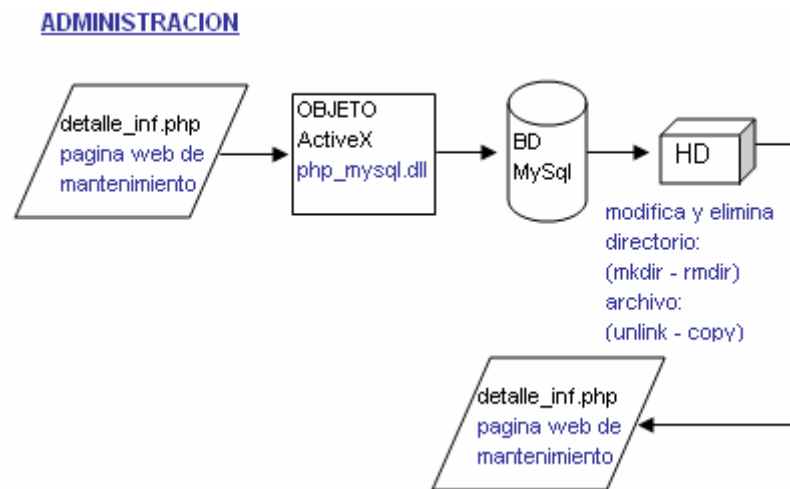 ADMINISTRACION
detalle_inf.php
pagina web de
mantenimiento
OBJETO
ActiveX
php_mysql.dll
BD
MySql
HD
modifica y elimina
directorio:
(mkdir - rmdir)
archivo:
(unlink - copy)
detalle_inf.php
pagina web de
mantenimiento